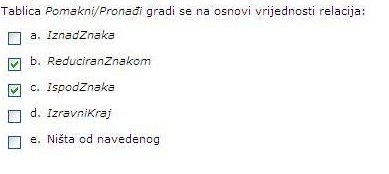 Tablica Pomakni/Pronađi gradi se na osnovi vrijednosti relacija:
a. IznadZnaka
b. ReduciranZnakom
c. IspodZnaka
d. IzravniKraj
e. Ništa od navedenog